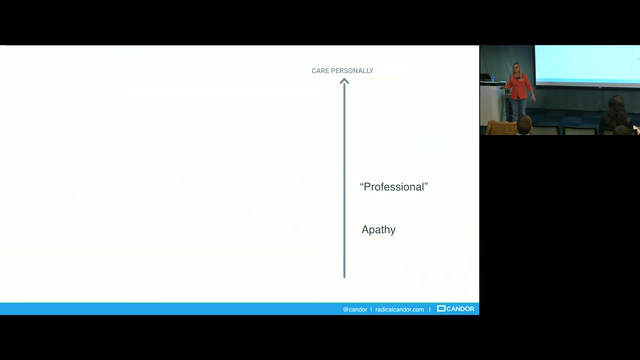 CARE PERSONALLY
“Professional”
Apathy
@candor | radicalcandor.com | CANDOR